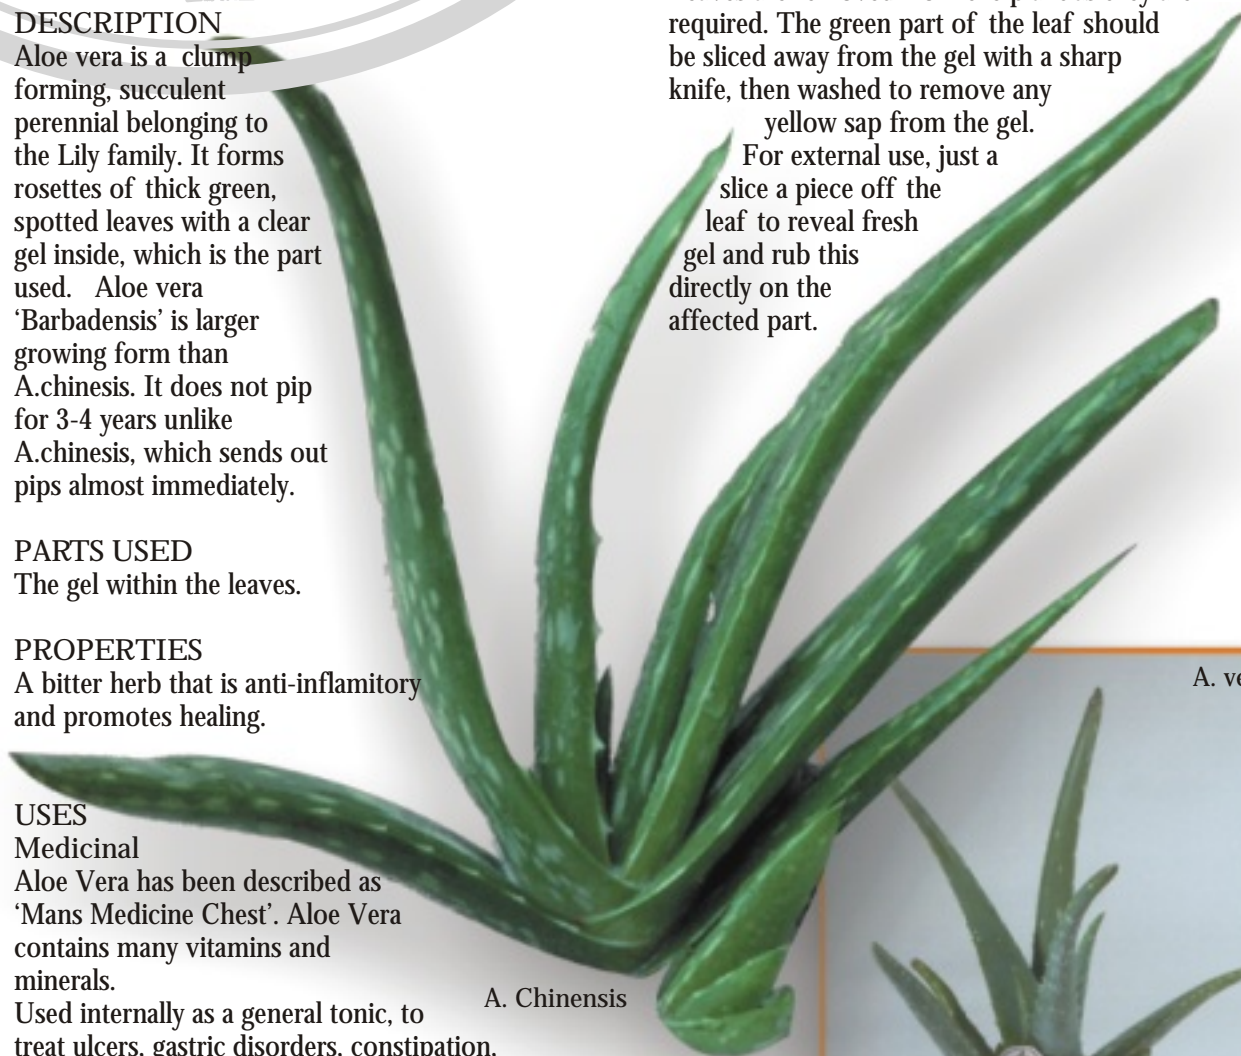 DESCRIPTION
Aloe vera is a clump
forming, succulent
perennial belonging to
the Lily family. It forms
rosettes of thick green,
spotted leaves with a clear
gel inside, which is the part
used. Aloe vera
‘Barbadensis’ is larger
growing form than
A.chinesis. It does not pip
for 3-4 years unlike
A.chinesis, which sends out
pips almost immediately.
PARTS USED
The gel within the leaves.
PROPERTIES
A bitter herb that is anti-inflamitory
and promotes healing.
USES
Medicinal
Aloe Vera has been described as
‘Mans Medicine Chest’. Aloe Vera
contains many vitamins and
minerals.
Used internally as a general tonic, to
treat ulcers, gastric disorders, constipation,
required. The green part of the leaf should
be sliced away from the gel with a sharp
knife, then washed to remove any
yellow sap from the gel.
For external use, just a
slice a piece off the
leaf to reveal fresh
gel and rub this
directly on the
affected part.
A. Chinensis
A.